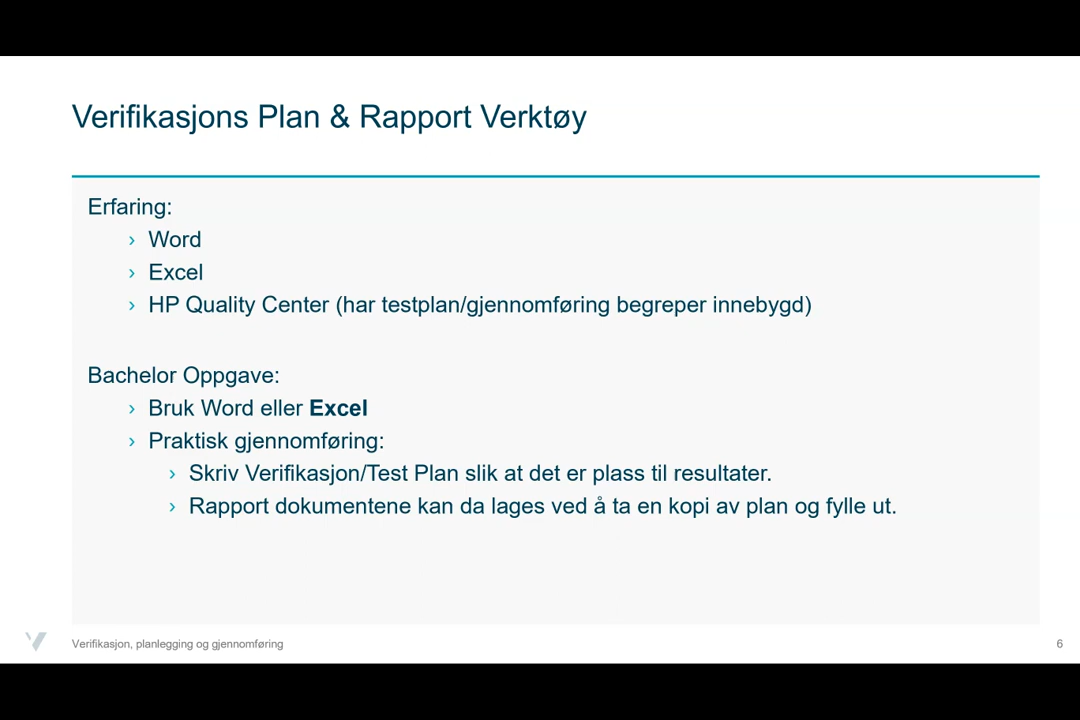 Verifikasjons Plan & Rapport Verktøy
Erfaring:
› Word
› Excel
› HP Quality Center (har testplan/gjennomføring begreper innebygd)
Bachelor Oppgave:
› Bruk Word eller Excel
› Praktisk gjennomføring:
› Skriv Verifikasjon/Test Plan slik at det er plass til resultater.
› Rapport dokumentene kan da lages ved å ta en kopi av plan og fylle ut.
Verifikasjon, planlegging og gjennomføring
6